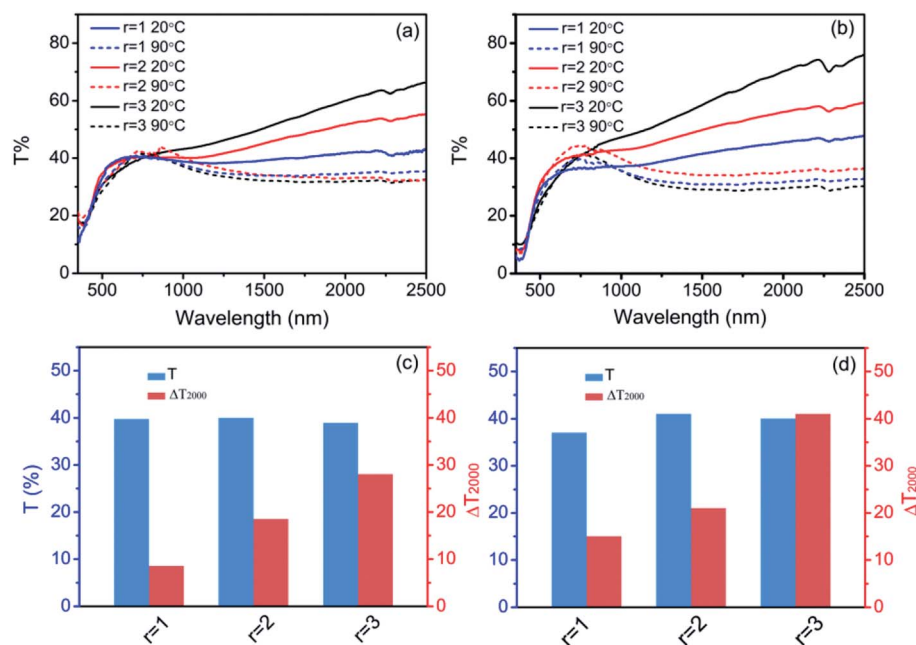 (a)
r=1 20°C
r=1 90°C
r=2 20°C
r=2 90°C
r=3 20°C
r=3 90°C
T%
80
60
40
20
0
500 1000 1500 2000 2500
Wavelength (nm)
(b)
r=1 20°C
r=1 90°C
r=2 20°C
r=2 90°C
r=3 20°C
r=3 90°C
T%
80
60
40
20
0
500 1000 1500 2000 2500
Wavelength (nm)
(c)
T
ΔT2000
T (%)
50
40
30
20
10
0
r=1 r=2 r=3
50
40
30
20
10
0
ΔT2000
(d)
T
ΔT2000
50
40
30
20
10
0
r=1 r=2 r=3
50
40
30
20
10
0
ΔT2000